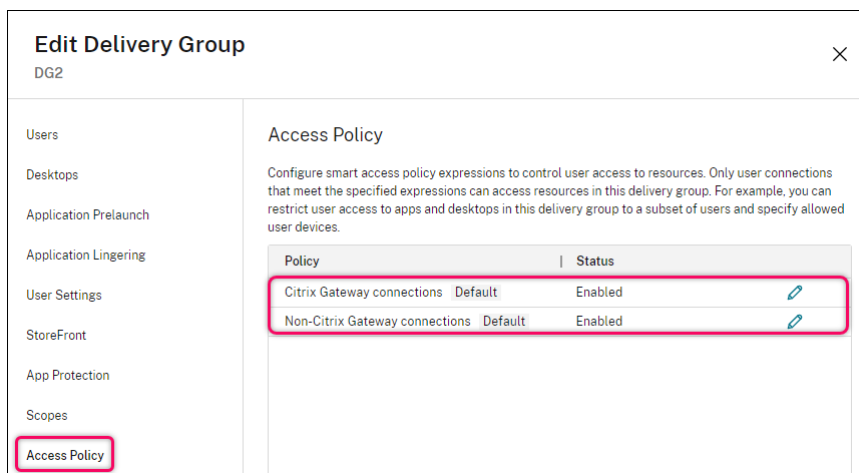 Edit Delivery Group
DG2
Users
Desktops
Application Prelaunch
Application Lingering
User Settings
StoreFront
App Protection
Scopes
Access Policy
Access Policy
Configure smart access policy expressions to control user access to resources. Only user connections
that meet the specified expressions can access resources in this delivery group. For example, you can
restrict user access to apps and desktops in this delivery group to a subset of users and specify allowed
user devices.
Policy Status
Citrix Gateway connections Default Enabled
Non-Citrix Gateway connections Default Enabled